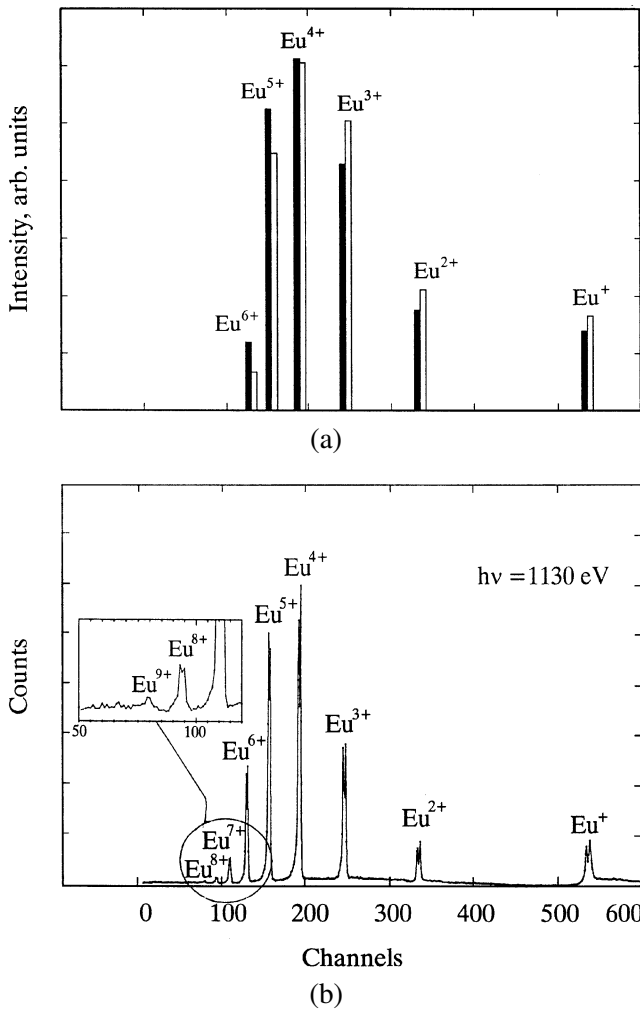 Intensity, arb. units
Eu4+
Eu5+
Eu3+
Eu2+
Eu+
Eu6+
(a)
Counts
Eu4+
hν = 1130 eV
Eu5+
Eu8+
Eu9+
50
100
Eu3+
Eu6+
Eu2+
Eu+
Eu7+
Eu8+
0
100
200
300
400
500
600
Channels
(b)